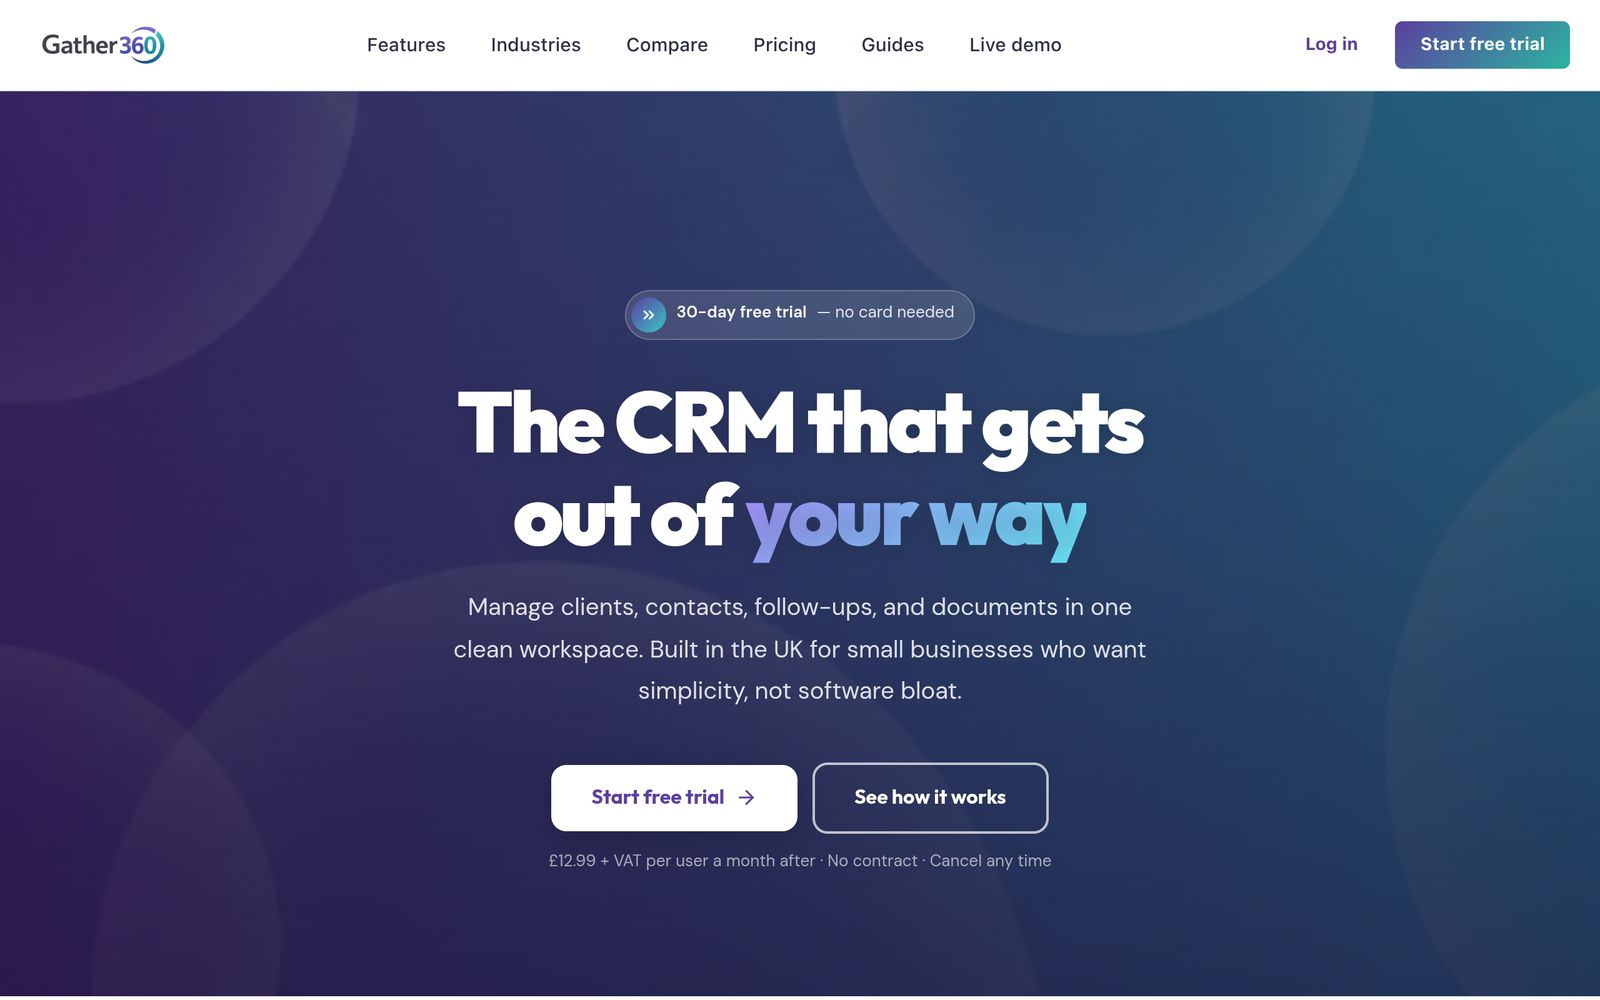 Gather360
Features
Industries
Compare
Pricing
Guides
Live demo
Log in
Start free trial
30-day free trial — no card needed
The CRM that gets
out of your way
Manage clients, contacts, follow-ups, and documents in one
clean workspace. Built in the UK for small businesses who want
simplicity, not software bloat.
Start free trial →
See how it works
£12.99 + VAT per user a month after · No contract · Cancel any time